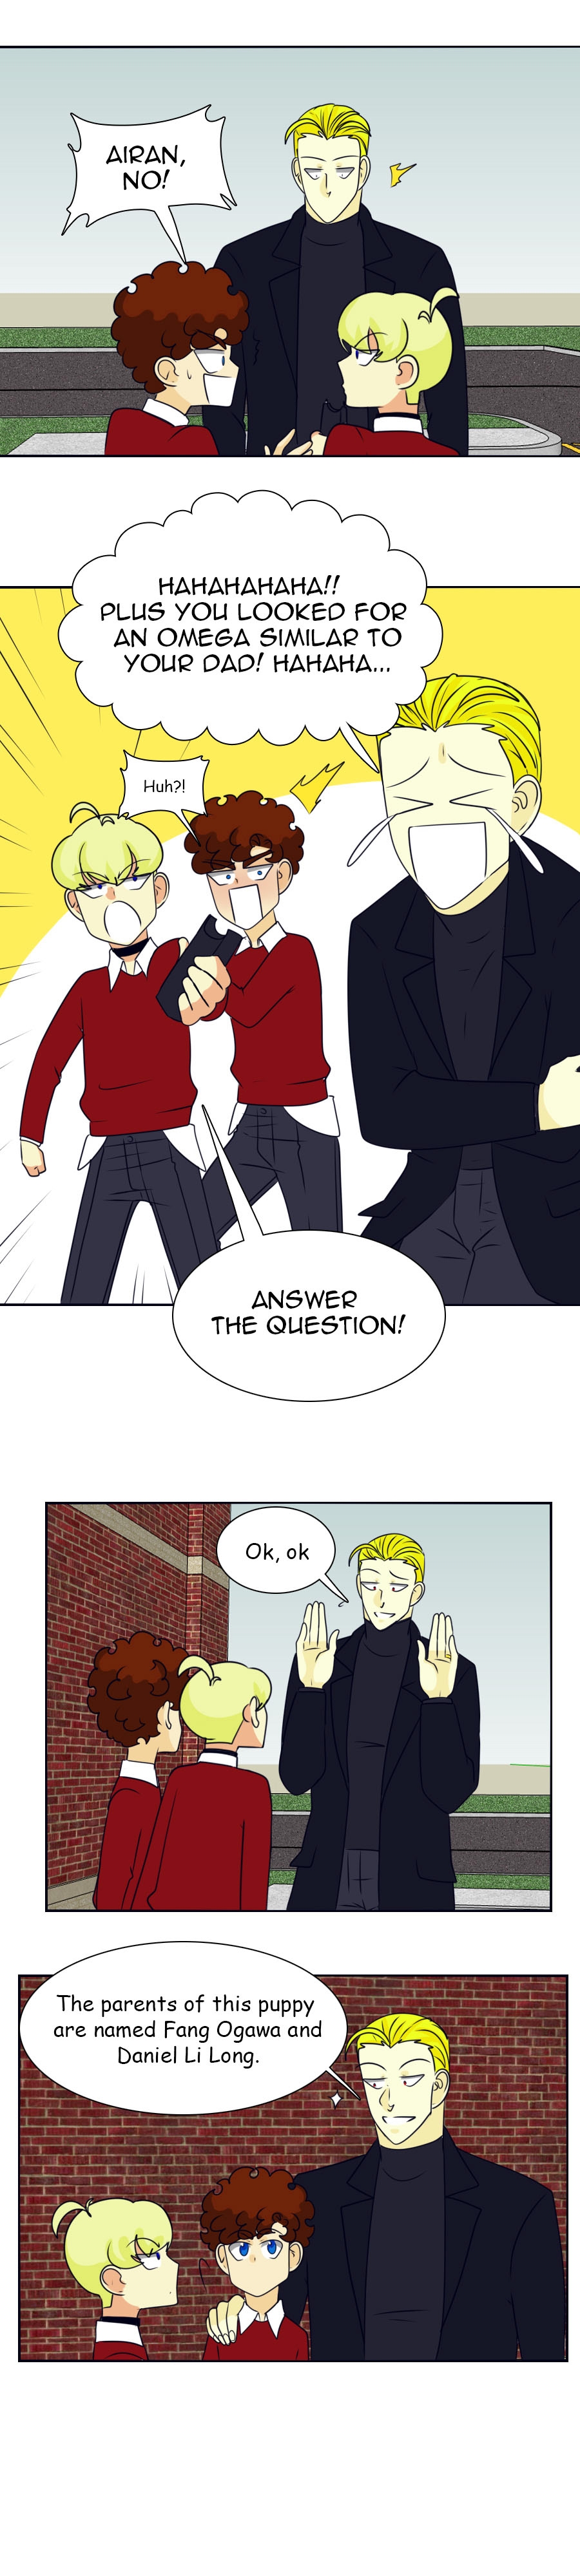 AIRAN,
NO!
HAHAHAHAHA!!
PLUS YOU LOOKED FOR
AN OMEGA SIMILAR TO
YOUR DAD! HAHAHA...
Huh?!
ANSWER
THE QUESTION!
Ok, ok
The parents of this puppy
are named Fang Ogawa and
Daniel Li Long.